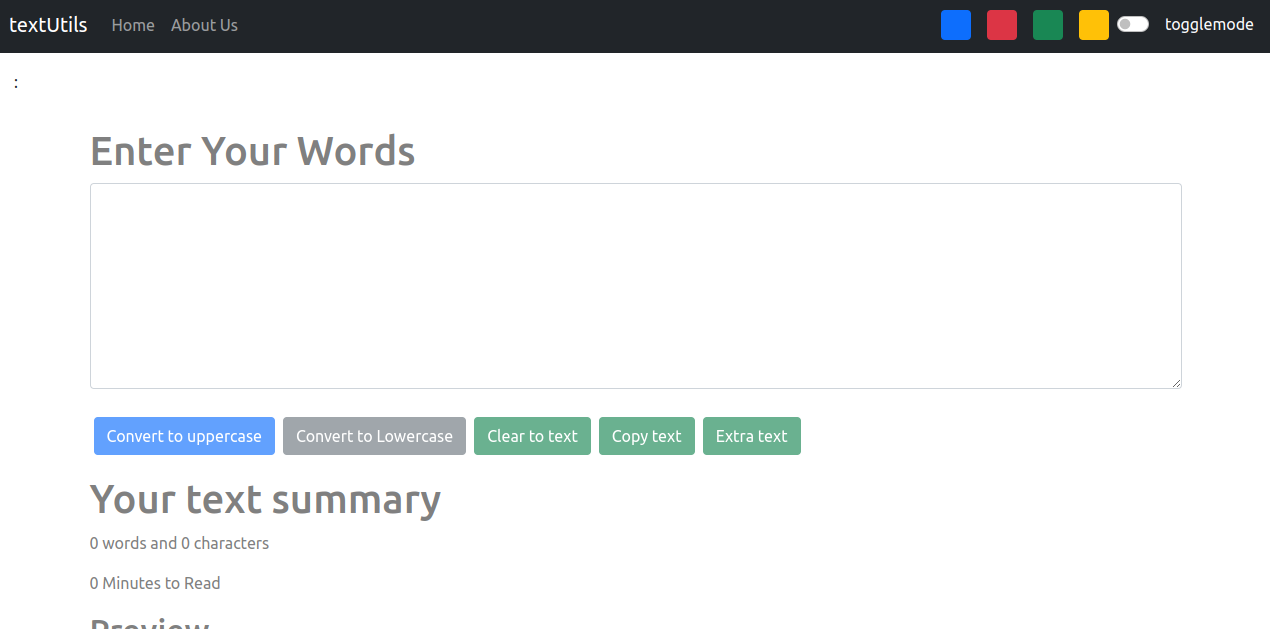 textUtils Home About Us togglemode
:
Enter Your Words
Convert to uppercase Convert to Lowercase Clear to text Copy text Extra text
Your text summary
0 words and 0 characters
0 Minutes to Read
Preview